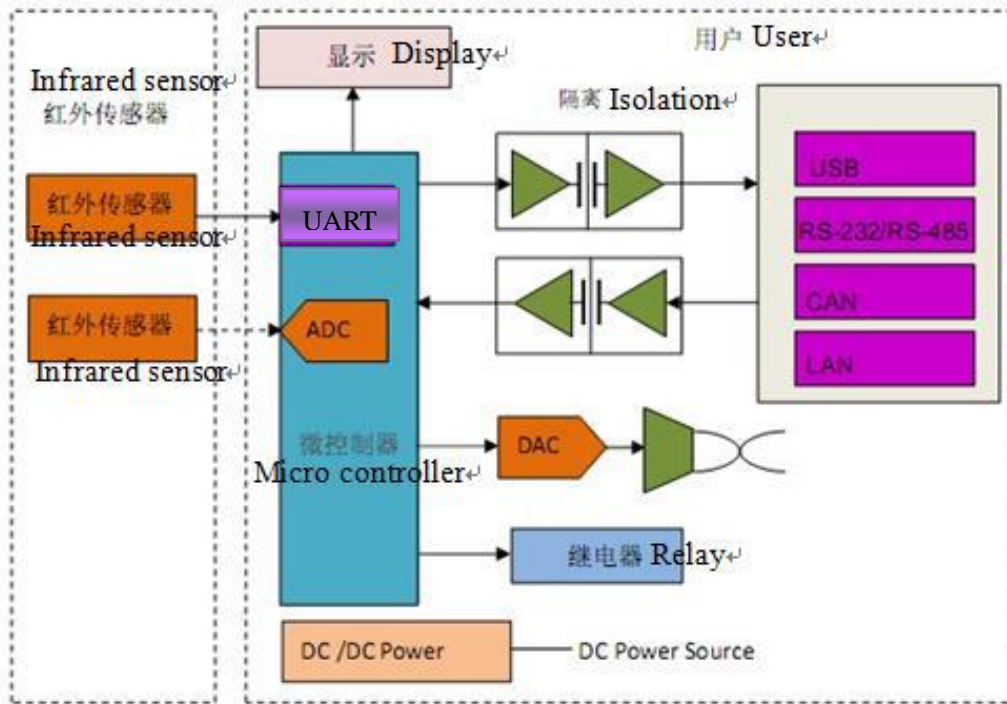 Infrared sensor↵
红外传感器
红外传感器
Infrared sensor↵
红外传感器
Infrared sensor↵
显示 Display↵
用户 User↵
隔离 Isolation↵
UART
ADC
微控制器
Micro controller↵
USB
RS-232/RS-485
CAN
LAN
DAC
继电器 Relay↵
DC /DC Power
DC Power Source